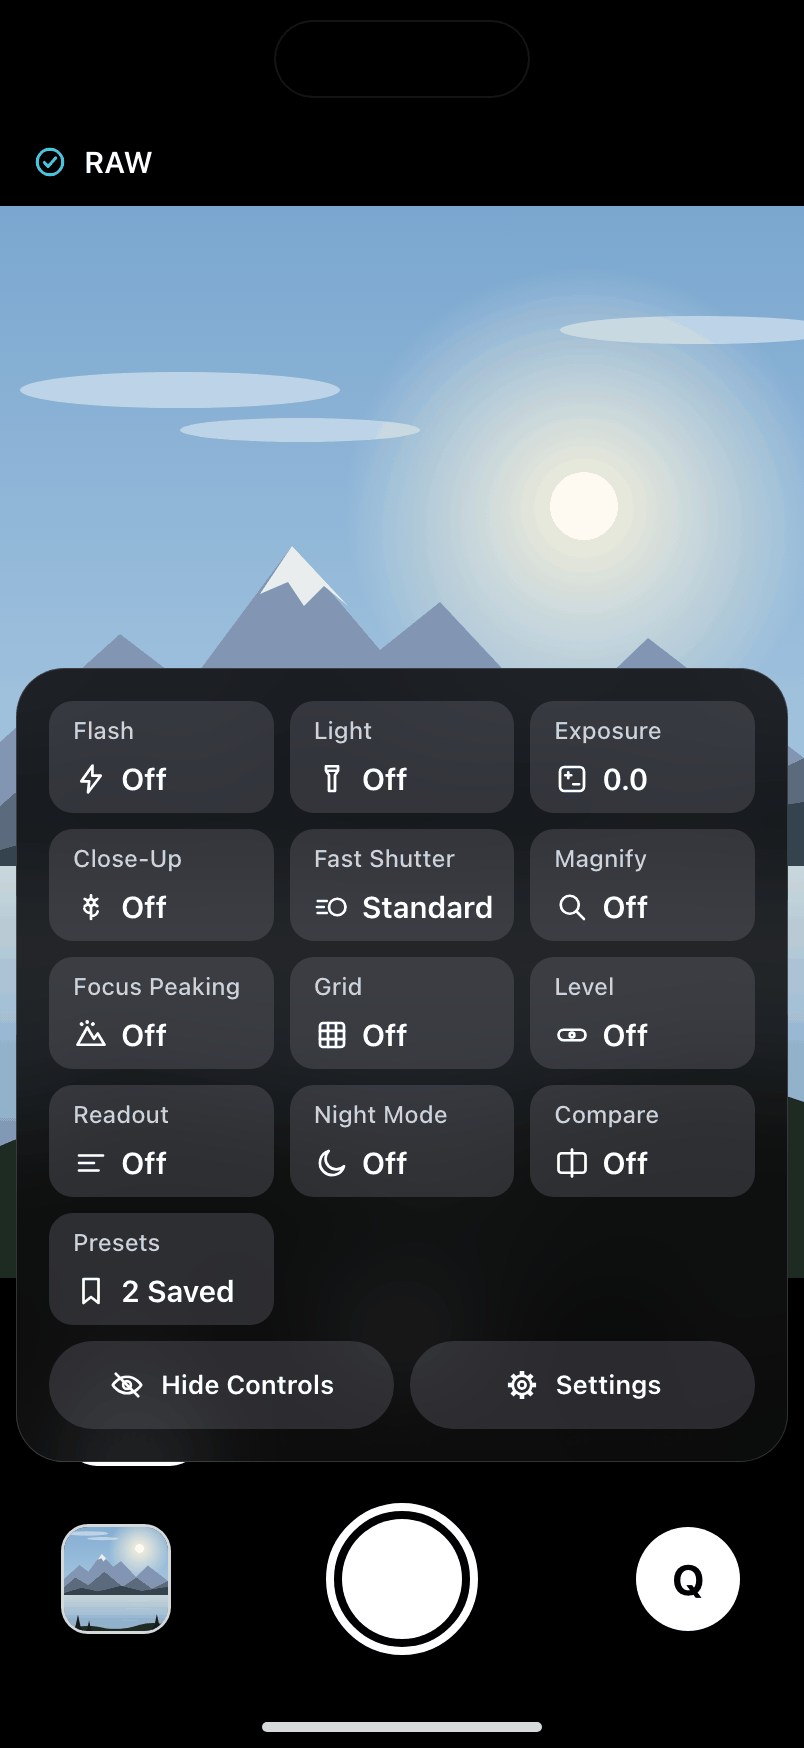 RAW
Flash
Off
Light
Off
Exposure
0.0
Close-Up
Off
Fast Shutter
Standard
Magnify
Off
Focus Peaking
Off
Grid
Off
Level
Off
Readout
Off
Night Mode
Off
Compare
Off
Presets
2 Saved
Hide Controls
Settings
Q